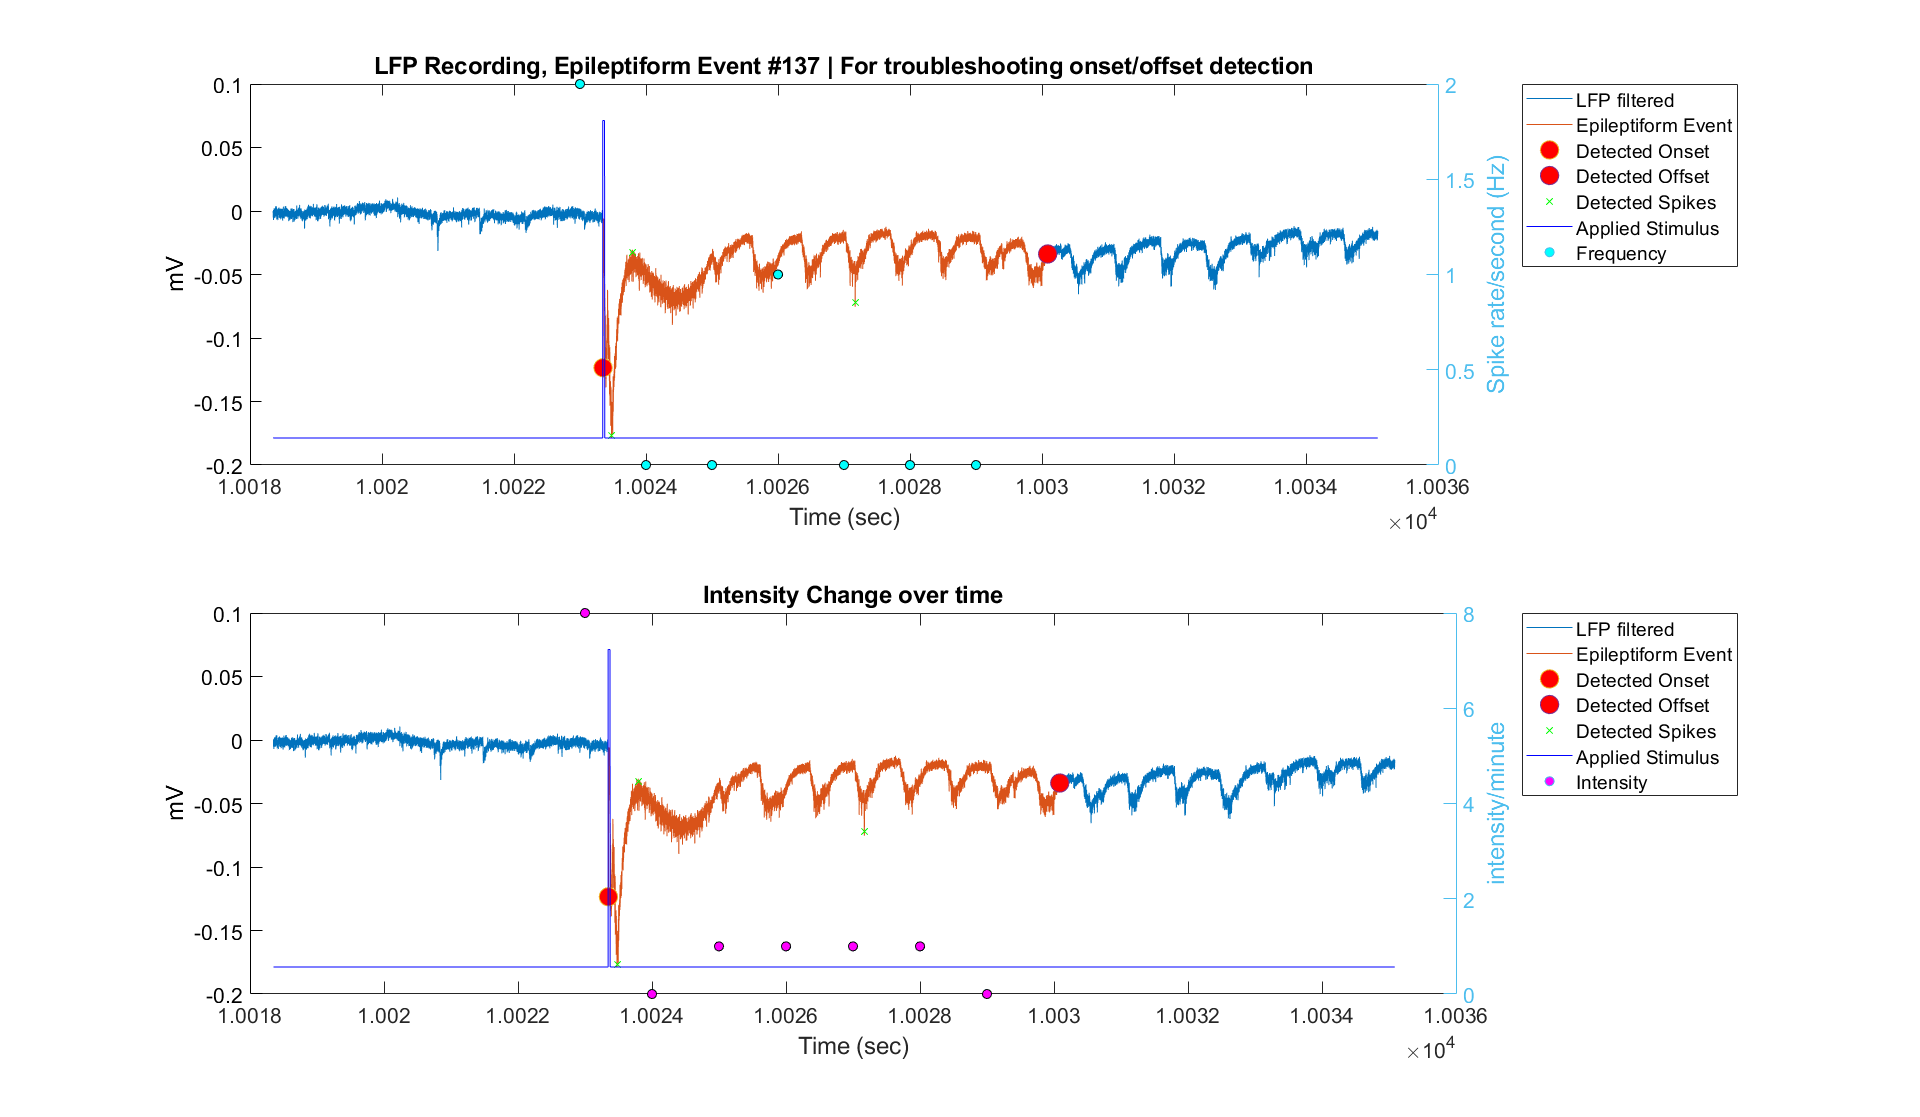 LFP Recording, Epileptiform Event #137 | For troubleshooting onset/offset detection
0.1
0.05
0
-0.05
-0.1
-0.15
-0.2
mV
2
1.5
1
0.5
0
Spike rate/second (Hz)
1.0018
1.002
1.0022
1.0024
1.0026
1.0028
1.003
1.0032
1.0034
1.0036
Time (sec)
×10^4
LFP filtered
Epileptiform Event
Detected Onset
Detected Offset
Detected Spikes
Applied Stimulus
Frequency
Intensity Change over time
0.1
0.05
0
-0.05
-0.1
-0.15
-0.2
mV
8
6
4
2
0
intensity/minute
1.0018
1.002
1.0022
1.0024
1.0026
1.0028
1.003
1.0032
1.0034
1.0036
Time (sec)
×10^4
LFP filtered
Epileptiform Event
Detected Onset
Detected Offset
Detected Spikes
Applied Stimulus
Intensity